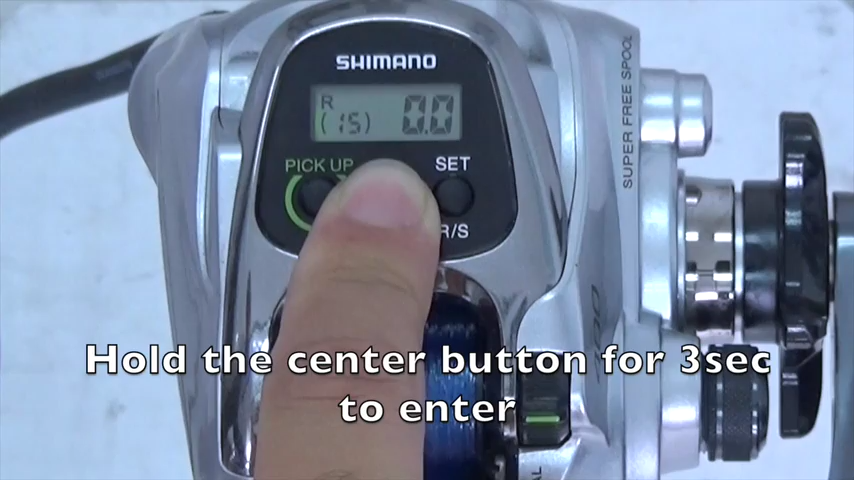 SHIMANO
R
(15) 0.0
PICK UP SET
R/S
SUPER FREE SPOOL
Hold the center button for 3sec
to enter